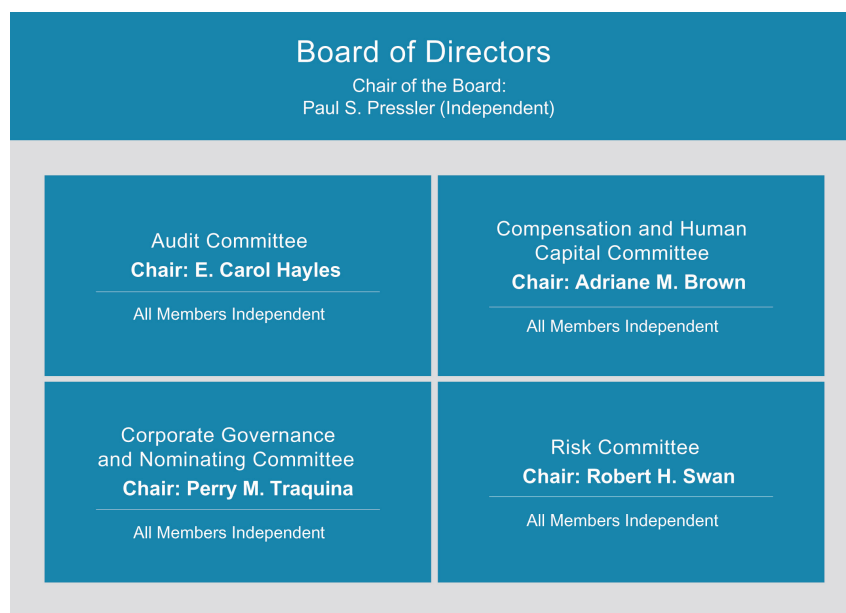 Board of Directors
Chair of the Board:
Paul S. Pressler (Independent)
Audit Committee
Chair: E. Carol Hayles
All Members Independent
Compensation and Human
Capital Committee
Chair: Adriane M. Brown
All Members Independent
Corporate Governance
and Nominating Committee
Chair: Perry M. Traquina
All Members Independent
Risk Committee
Chair: Robert H. Swan
All Members Independent